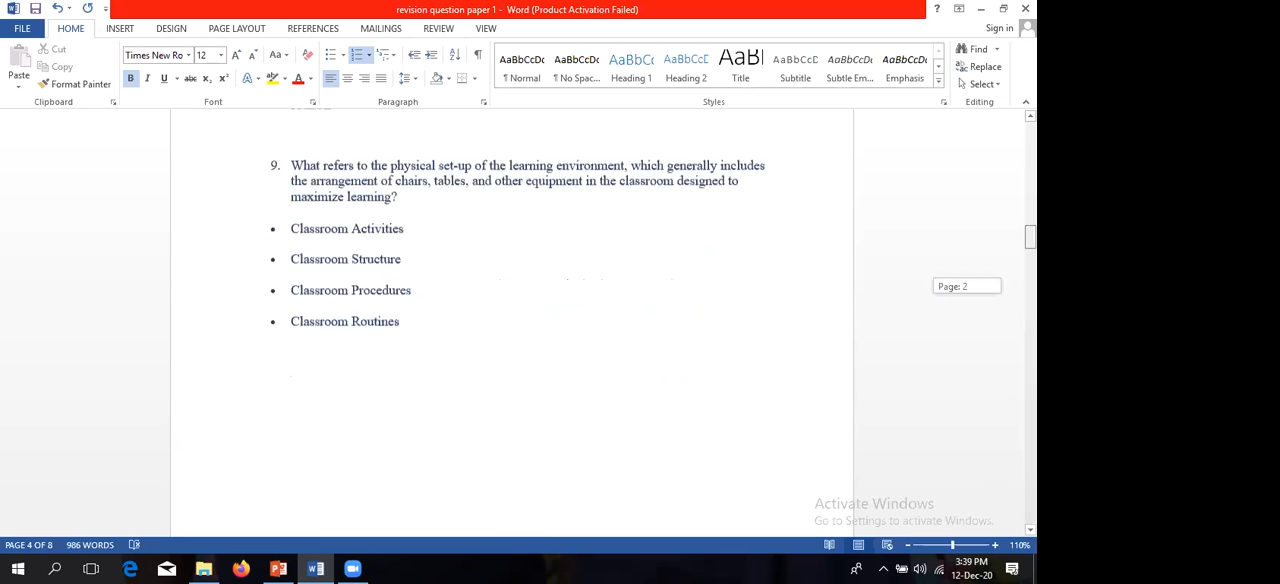 revision question paper 1 - Word (Product Activation Failed)
Sign in
FILE HOME INSERT DESIGN PAGE LAYOUT REFERENCES MAILINGS REVIEW VIEW
Paste
Cut
Copy
Format Painter
Clipboard
Times New Ro 12
Font
Paragraph
AaBbCcDc AaBbCcDc AaBbCc AaBbCcC AaBl AaBbCcD AaBbCcDc AaBbCcDc
¶ Normal ¶ No Spac... Heading 1 Heading 2 Title Subtitle Subtle Em... Emphasis
Styles
Find
Replace
Select
Editing
9. What refers to the physical set-up of the learning environment, which generally includes
the arrangement of chairs, tables, and other equipment in the classroom designed to
maximize learning?
• Classroom Activities
• Classroom Structure
• Classroom Procedures
• Classroom Routines
Page: 2
Activate Windows
Go to Settings to activate Windows.
PAGE 4 OF 8 986 WORDS
110%
3:39 PM
12-Dec-20